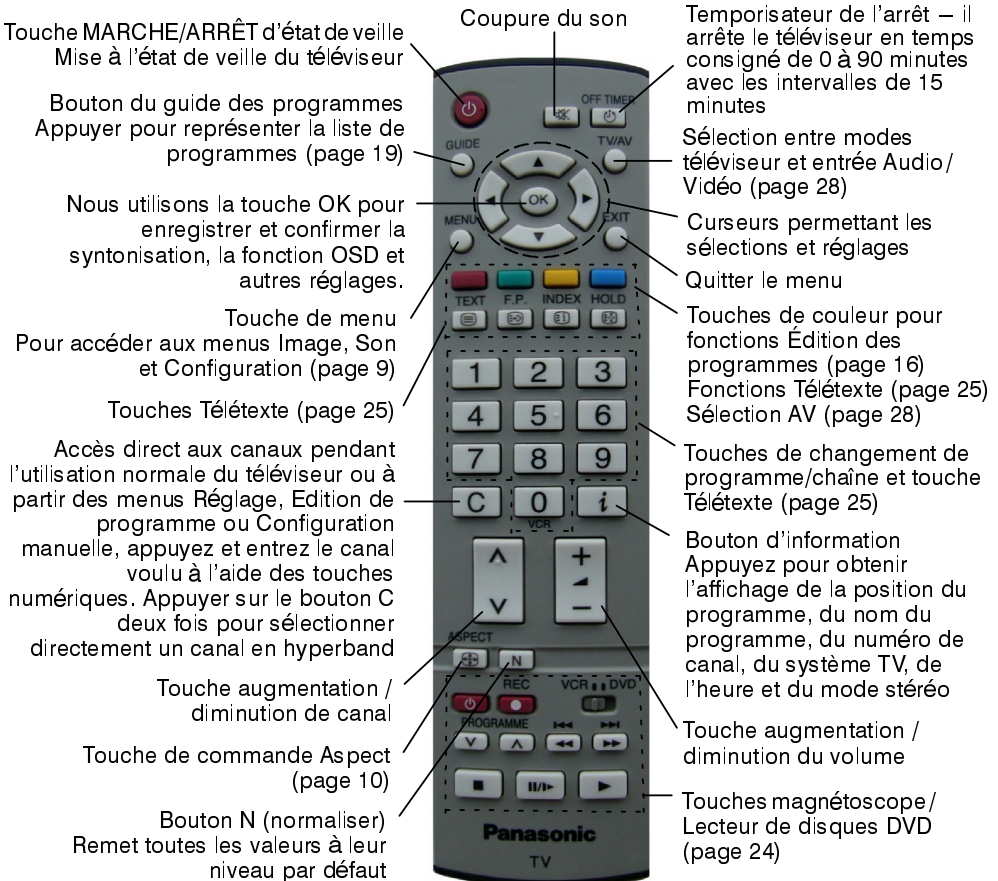 Coupure du son
Touche MARCHE/ARRÊT d'état de veille
Mise à l'état de veille du téléviseur
Bouton du guide des programmes
Appuyer pour représenter la liste de
programmes (page 19)
Nous utilisons la touche OK pour
enregistrer et confirmer la
syntonisation, la fonction OSD et
autres réglages.
Touche de menu
Pour accéder aux menus Image, Son
et Configuration (page 9)
Touches Télétexte (page 25)
Accès direct aux canaux pendant
l'utilisation normale du téléviseur ou à
partir des menus Réglage, Edition de
programme ou Configuration
manuelle, appuyez et entrez le canal
voulu à l'aide des touches
numériques. Appuyer sur le bouton C
deux fois pour sélectionner
directement un canal en hyperband
Touche augmentation /
diminution de canal
Touche de commande Aspect
(page 10)
Bouton N (normaliser)
Remet toutes les valeurs à leur
niveau par défaut
OFF TIMER
GUIDE
TV/AV
OK
MENU
EXIT
TEXT F.P. INDEX HOLD
1 2 3
4 5 6
7 8 9
C 0 i
VCR
+
−
ASPECT
N
REC VCR DVD
PROGRAMME
Panasonic
TV
Temporisateur de l'arrêt – il
arrête le téléviseur en temps
consigné de 0 à 90 minutes
avec les intervalles de 15
minutes
Sélection entre modes
téléviseur et entrée Audio/
Vidéo (page 28)
Curseurs permettant les
sélections et réglages
Quitter le menu
Touches de couleur pour
fonctions Édition des
programmes (page 16)
Fonctions Télétexte (page 25)
Sélection AV (page 28)
Touches de changement de
programme/chaîne et touche
Télétexte (page 25)
Bouton d'information
Appuyez pour obtenir
l'affichage de la position du
programme, du nom du
programme, du numéro de
canal, du système TV, de
l'heure et du mode stéréo
Touche augmentation /
diminution du volume
Touches magnétoscope/
Lecteur de disques DVD
(page 24)